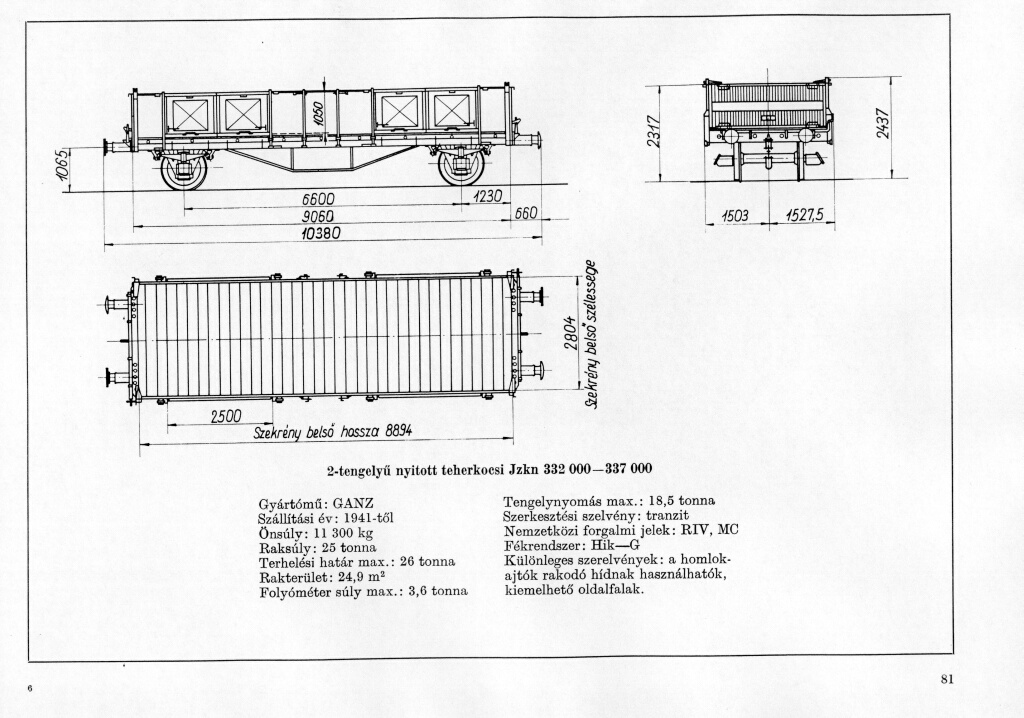 1050
1065
6600
1230
9060
660
10380
2317
2437
1503
1527,5
2804
Szekrény belső szélessége
2500
Szekrény belső hossza 8894
2-tengelyű nyitott teherkocsi Jzkn 332 000—337 000
Gyártómű: GANZ
Szállítási év: 1941-től
Önsúly: 11 300 kg
Raksúly: 25 tonna
Terhelési határ max.: 26 tonna
Rakterület: 24,9 m²
Folyóméter súly max.: 3,6 tonna
Tengelynyomás max.: 18,5 tonna
Szerkesztési szelvény: tranzit
Nemzetközi forgalmi jelek: RIV, MC
Fékrendszer: Hik—G
Különleges szerelvények: a homlok-
ajtók rakodó hídnak használhatók,
kiemelhető oldalfalak.
6
81